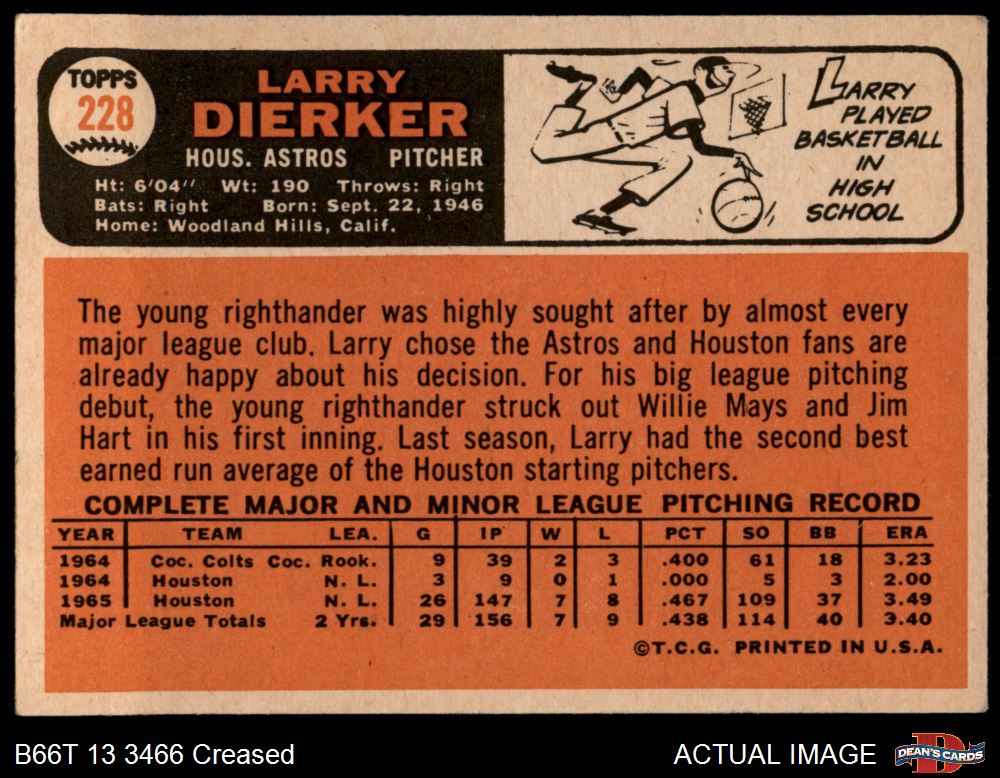 TOPPS
228
LARRY
DIERKER
HOUS. ASTROS PITCHER
Ht: 6'04" Wt: 190 Throws: Right
Bats: Right Born: Sept. 22, 1946
Home: Woodland Hills, Calif.
LARRY
PLAYED
BASKETBALL
IN
HIGH
SCHOOL
The young righthander was highly sought after by almost every
major league club. Larry chose the Astros and Houston fans are
already happy about his decision. For his big league pitching
debut, the young righthander struck out Willie Mays and Jim
Hart in his first inning. Last season, Larry had the second best
earned run average of the Houston starting pitchers.
COMPLETE MAJOR AND MINOR LEAGUE PITCHING RECORD
YEAR TEAM LEA. G IP W L PCT SO BB ERA
1964 Coc. Colts Coc. Rook. 9 39 2 3 .400 61 18 3.23
1964 Houston N. L. 3 9 0 1 .000 5 3 2.00
1965 Houston N. L. 26 147 7 8 .467 109 37 3.49
Major League Totals 2 Yrs. 29 156 7 9 .438 114 40 3.40
©T.C.G. PRINTED IN U.S.A.
B66T 13 3466 Creased
ACTUAL IMAGE
DEAN'S CARDS